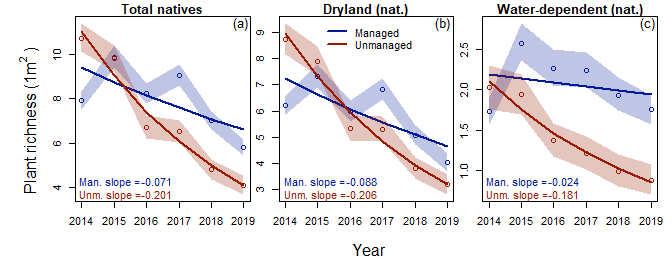 Total natives
Dryland (nat.)
Water-dependent (nat.)
(a)
(b)
(c)
Managed
Unmanaged
Plant richness (1m²)
10
8
6
4
9
8
7
6
5
4
3
2.5
2.0
1.5
1.0
Man. slope =-0.071
Unm. slope =-0.201
Man. slope =-0.088
Unm. slope =-0.206
Man. slope =-0.024
Unm. slope =-0.181
2014 2015 2016 2017 2018 2019
2014 2015 2016 2017 2018 2019
2014 2015 2016 2017 2018 2019
Year